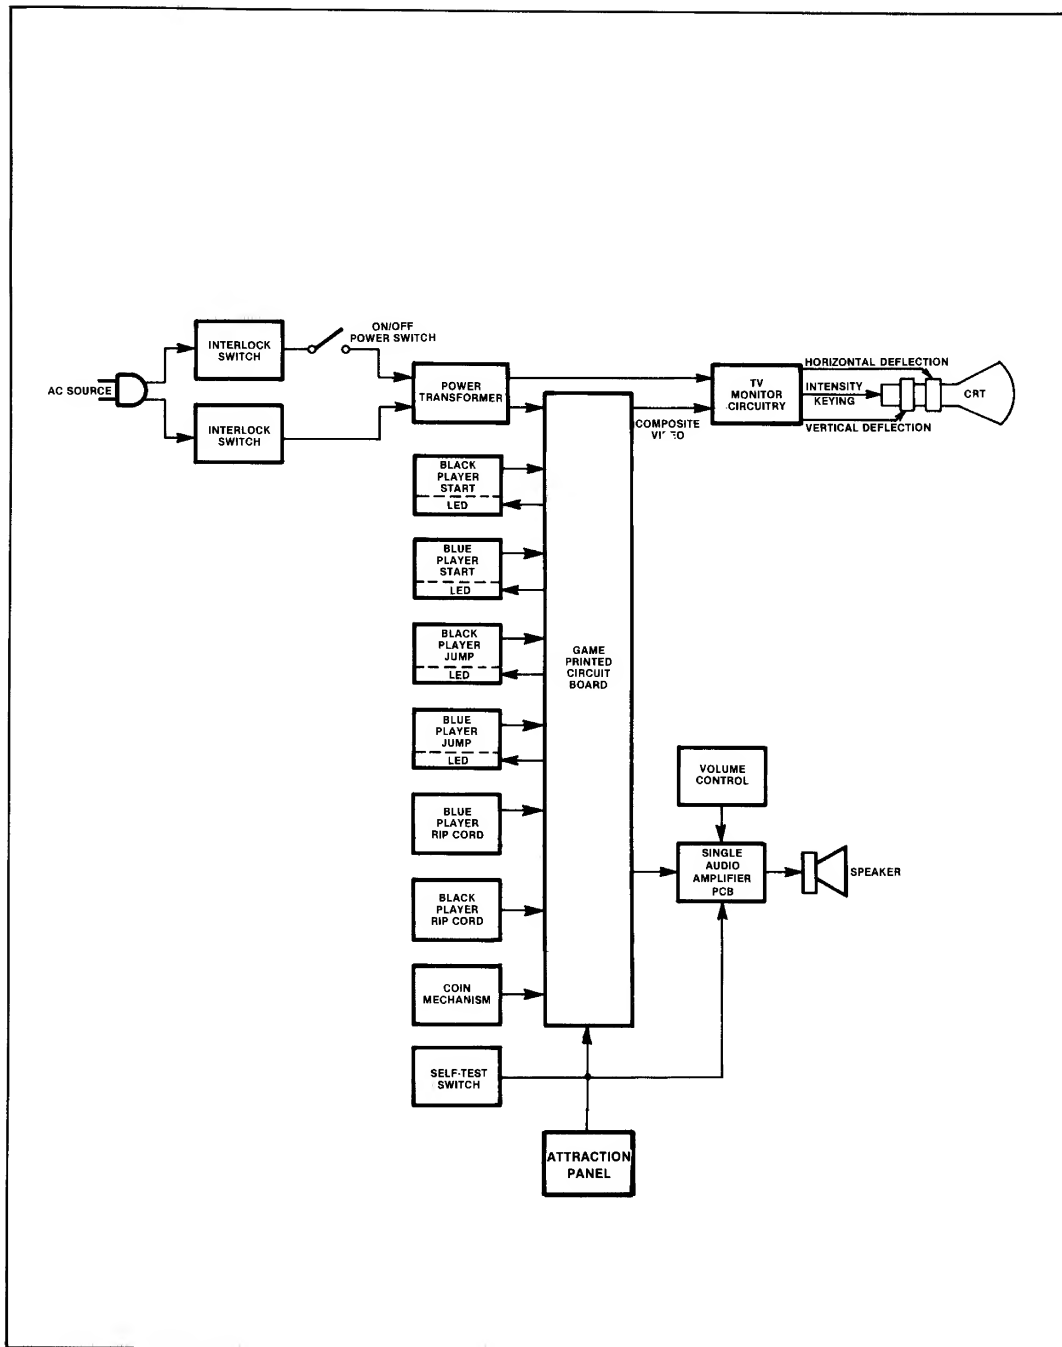 AC SOURCE
INTERLOCK
SWITCH
INTERLOCK
SWITCH
ON/OFF
POWER SWITCH
POWER
TRANSFORMER
TV
MONITOR
CIRCUITRY
HORIZONTAL DEFLECTION
INTENSITY
KEYING
VERTICAL DEFLECTION
CRT
COMPOSITE
BLACK
PLAYER
START
LED
BLUE
PLAYER
START
LED
BLACK
PLAYER
JUMP
LED
BLUE
PLAYER
JUMP
LED
BLUE
PLAYER
RIP CORD
BLACK
PLAYER
RIP CORD
COIN
MECHANISM
SELF-TEST
SWITCH
GAME
PRINTED
CIRCUIT
BOARD
VOLUME
CONTROL
SINGLE
AUDIO
AMPLIFIER
PCB
SPEAKER
ATTRACTION
PANEL